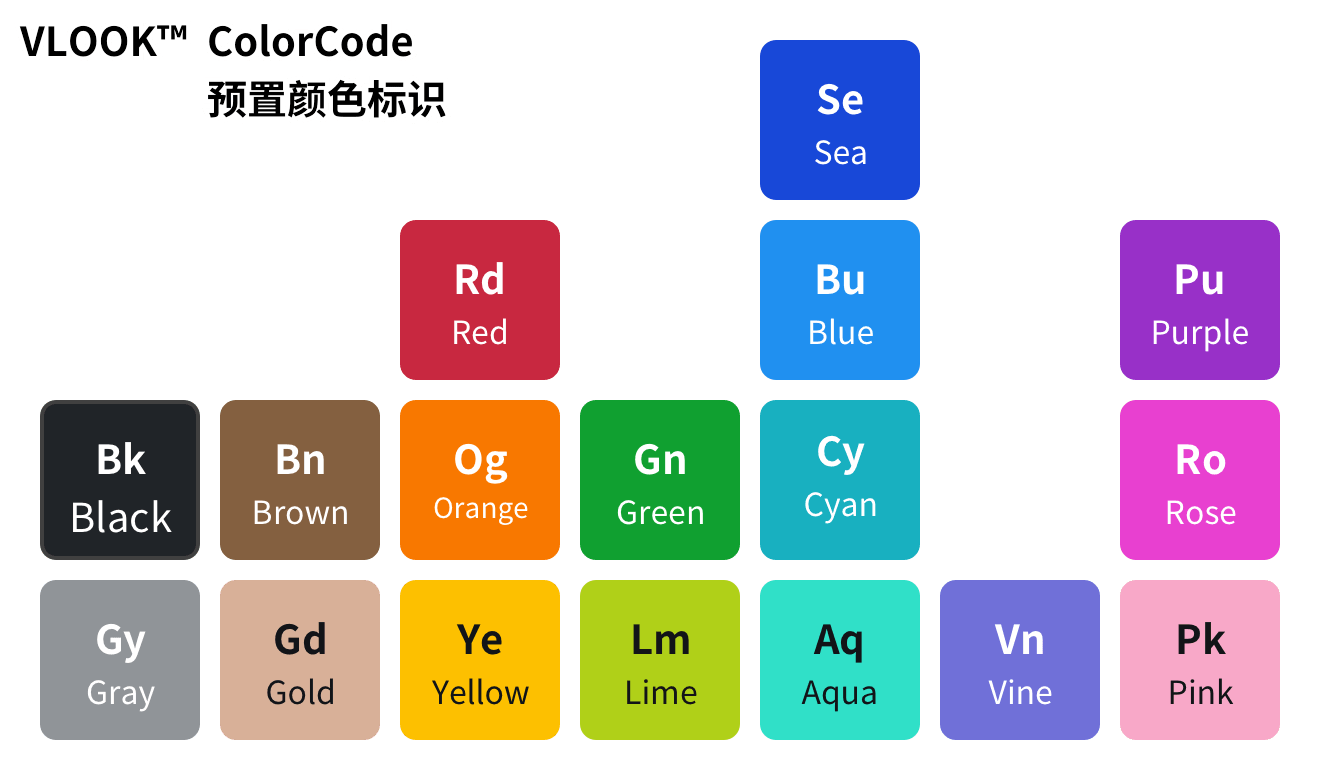 VLOOK™ ColorCode
预置颜色标识
Se
Sea
Rd
Red
Bu
Blue
Pu
Purple
Bk
Black
Bn
Brown
Og
Orange
Gn
Green
Cy
Cyan
Ro
Rose
Gy
Gray
Gd
Gold
Ye
Yellow
Lm
Lime
Aq
Aqua
Vn
Vine
Pk
Pink